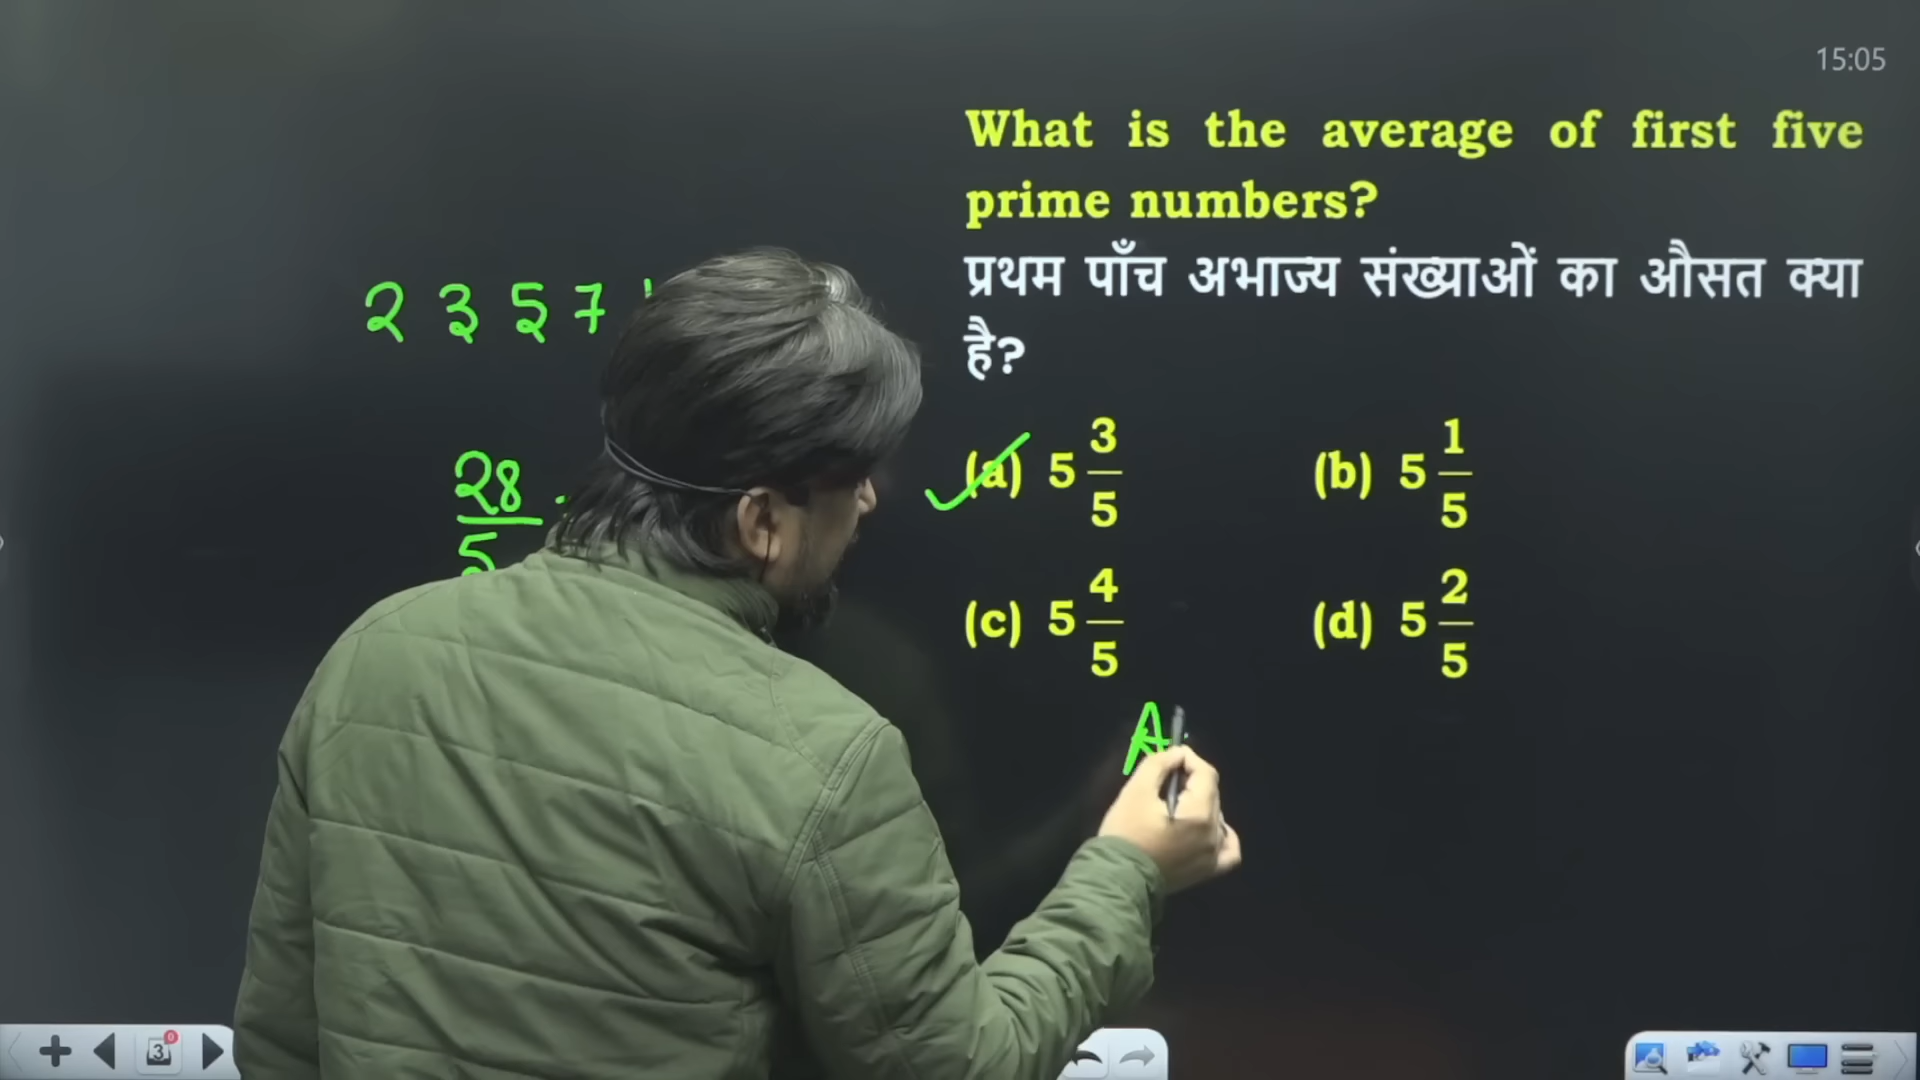 15:05
What is the average of first five
prime numbers?
प्रथम पाँच अभाज्य संख्याओं का औसत क्या
है?
2 3 5 7
28
5
(a) 5 3/5 (b) 5 1/5
(c) 5 4/5 (d) 5 2/5
A
3